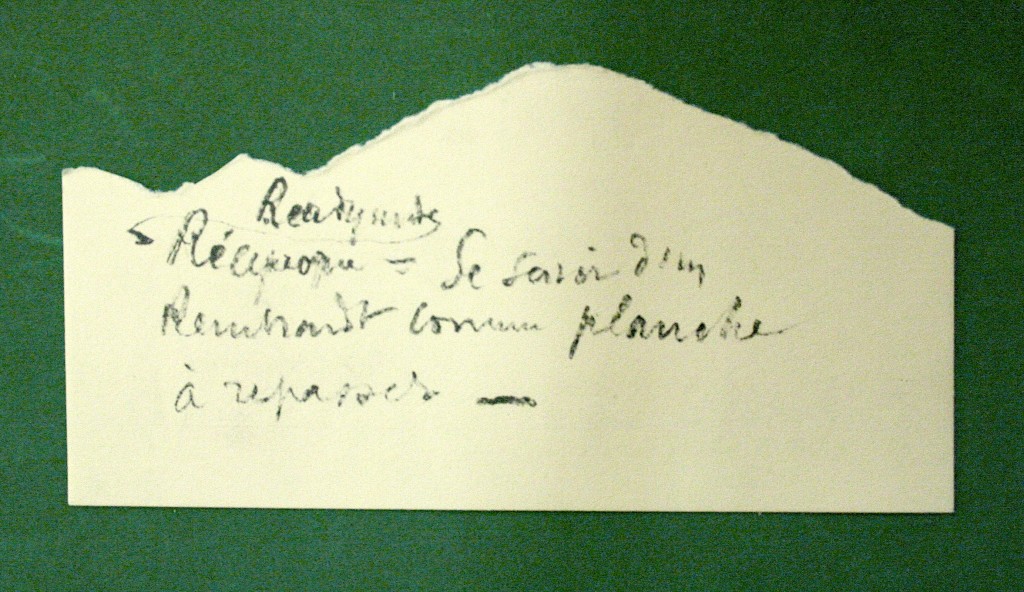 Readymade
Réciproque = Se servir d'un
Rembrandt comme planche
à repasser —